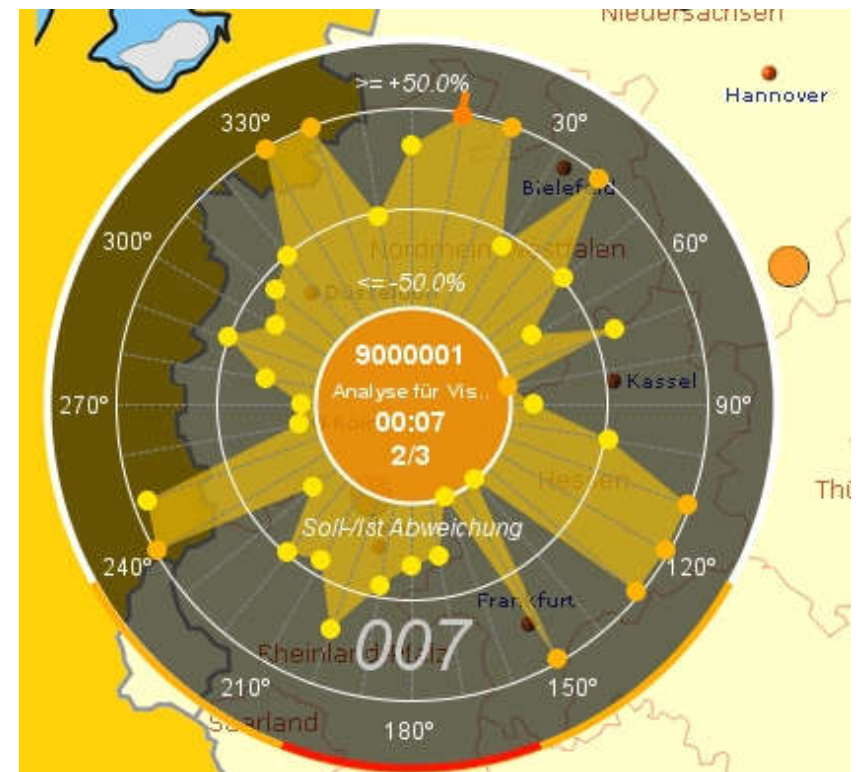 Niedersachsen
Hannover
>= +50.0%
330°
30°
Bielefeld
300°
Nordrhein-Westfalen
60°
<= -50.0%
Düsseldorf
9000001
Analyse für Vis..
Kassel
270°
90°
00:07
2/3
Hessen
Thü
Soll-/Ist Abweichung
240°
120°
Frankfurt
007
Rheinland-Pfalz
210°
150°
Saarland
180°